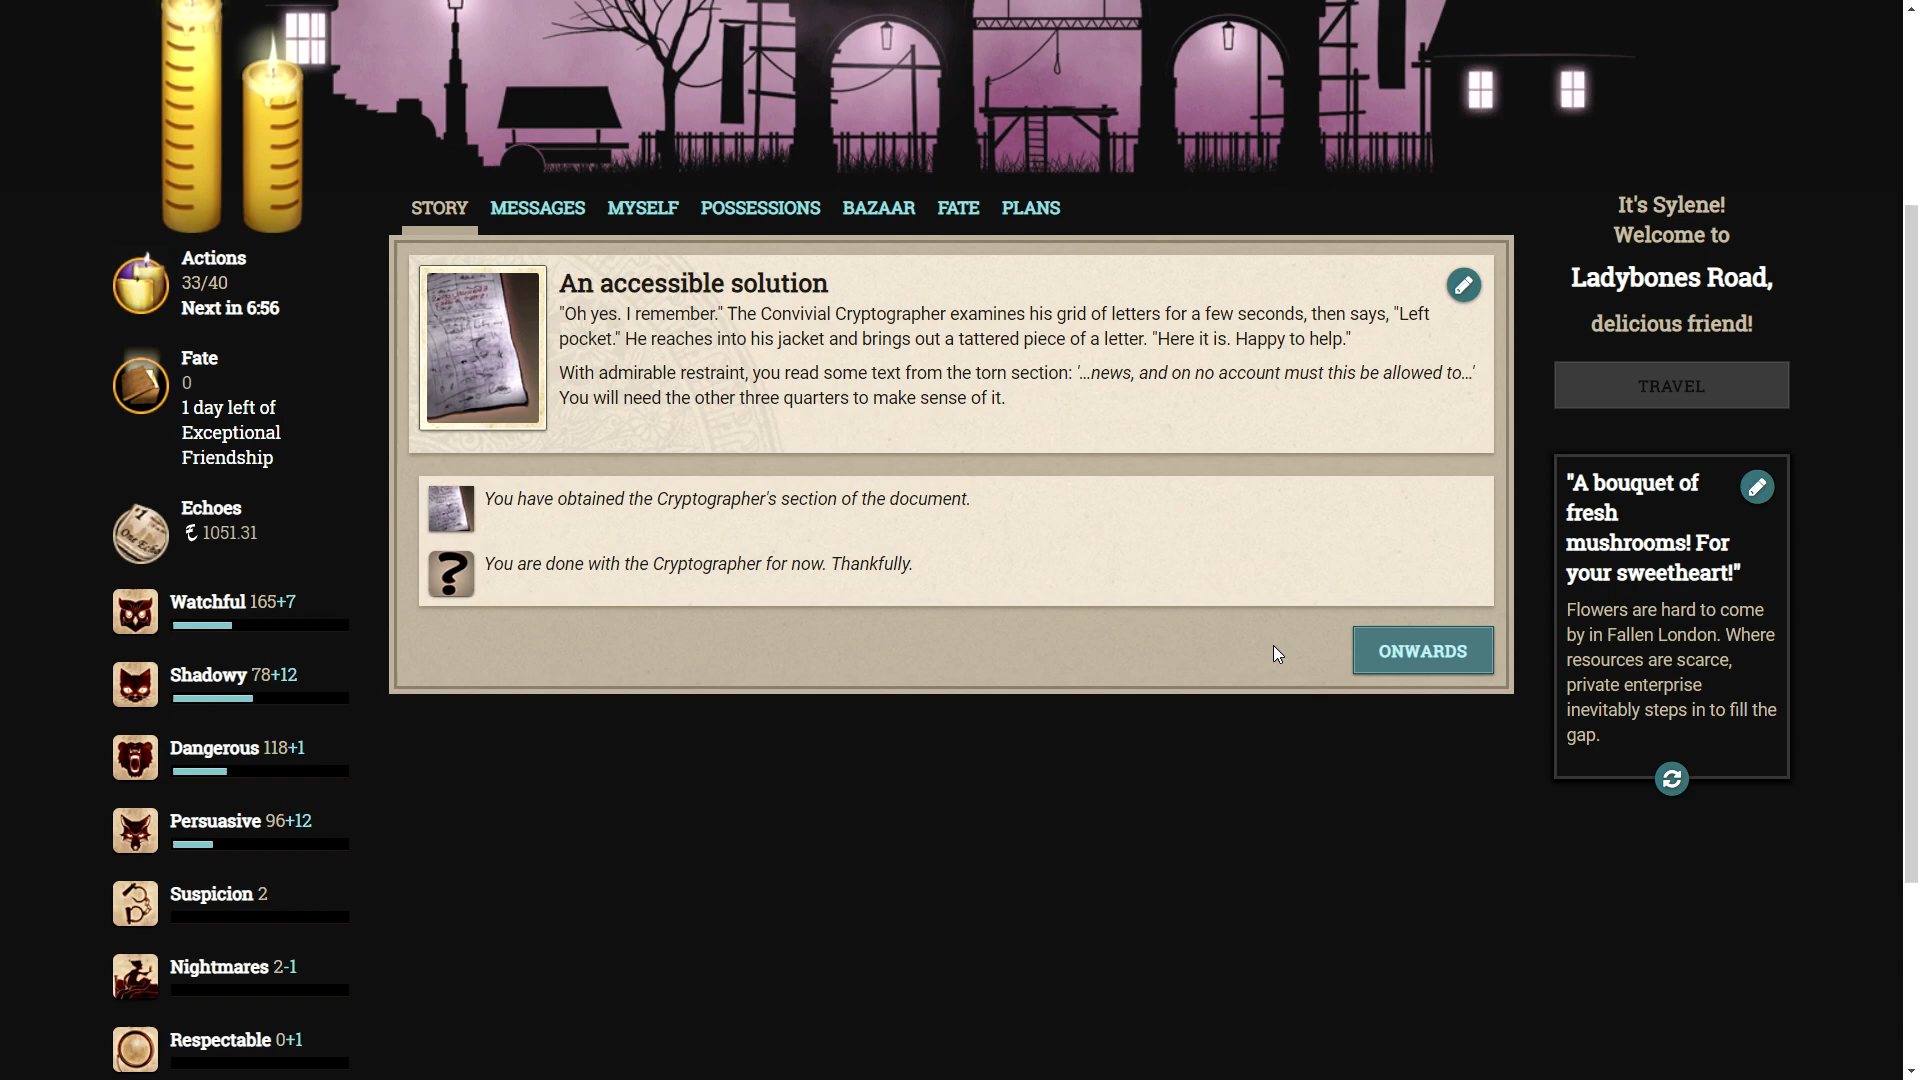 STORY MESSAGES MYSELF POSSESSIONS BAZAAR FATE PLANS
Actions
33/40
Next in 6:56
Fate
0
1 day left of
Exceptional
Friendship
Echoes
1051.31
Watchful 165+7
Shadowy 78+12
Dangerous 118+1
Persuasive 96+12
Suspicion 2
Nightmares 2-1
Respectable 0+1
An accessible solution
"Oh yes. I remember." The Convivial Cryptographer examines his grid of letters for a few seconds, then says, "Left
pocket." He reaches into his jacket and brings out a tattered piece of a letter. "Here it is. Happy to help."
With admirable restraint, you read some text from the torn section: '...news, and on no account must this be allowed to...'
You will need the other three quarters to make sense of it.
You have obtained the Cryptographer's section of the document.
You are done with the Cryptographer for now. Thankfully.
ONWARDS
It's Sylene!
Welcome to
Ladybones Road,
delicious friend!
TRAVEL
"A bouquet of
fresh
mushrooms! For
your sweetheart!"
Flowers are hard to come
by in Fallen London. Where
resources are scarce,
private enterprise
inevitably steps in to fill the
gap.